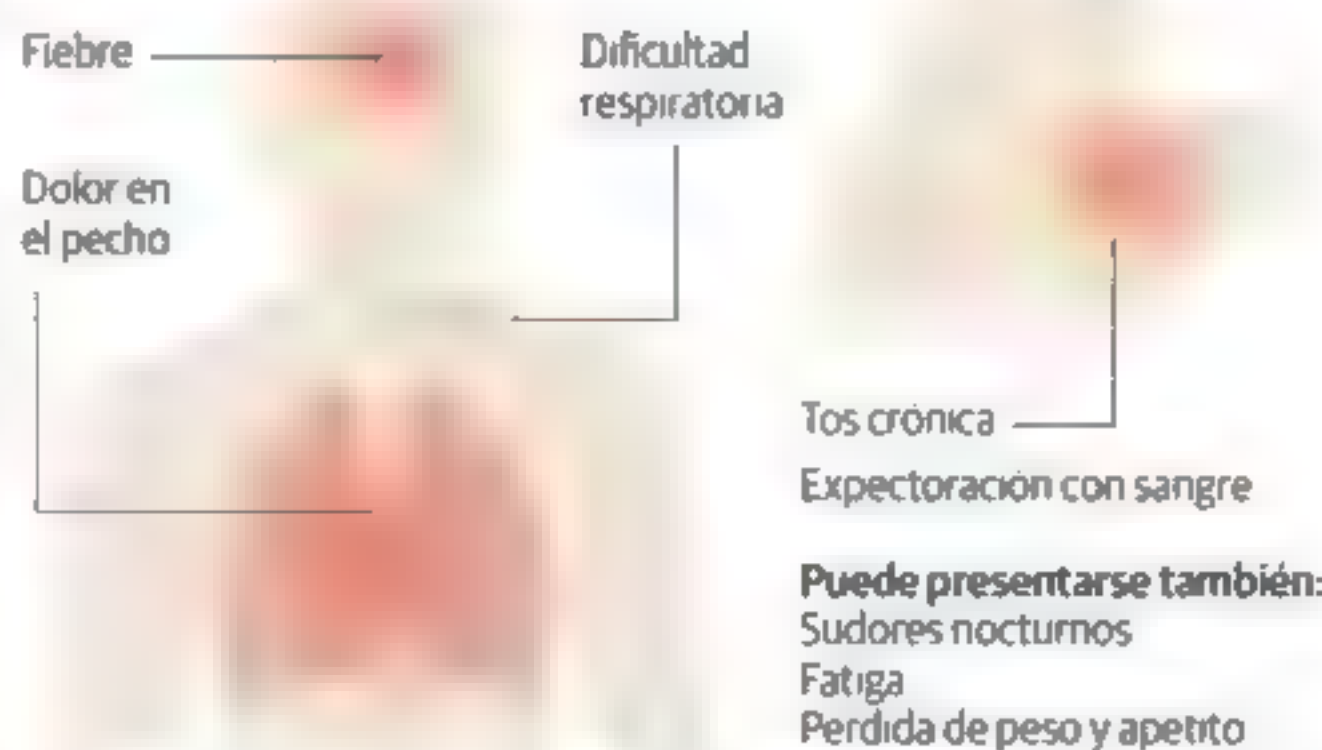 Fiebre
Dificultad
respiratoria
Dolor en
el pecho
Tos crónica
Expectoración con sangre
Puede presentarse también:
Sudores nocturnos
Fatiga
Perdida de peso y apetito